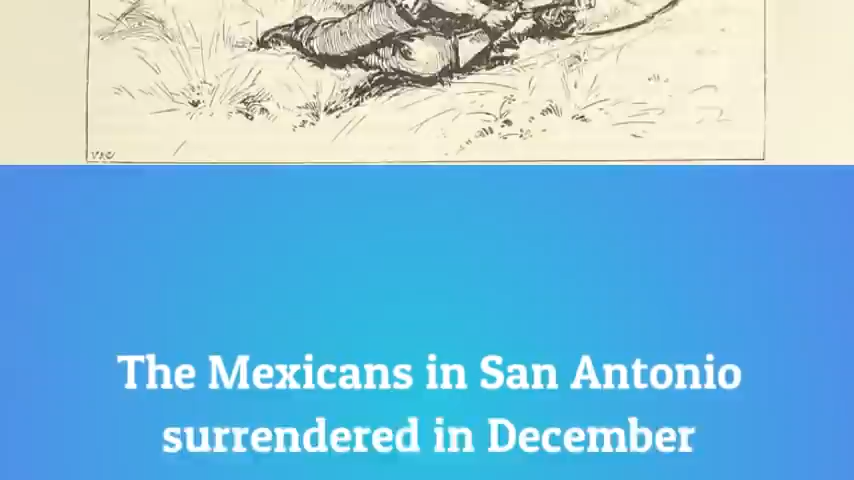 The Mexicans in San Antonio
surrendered in December